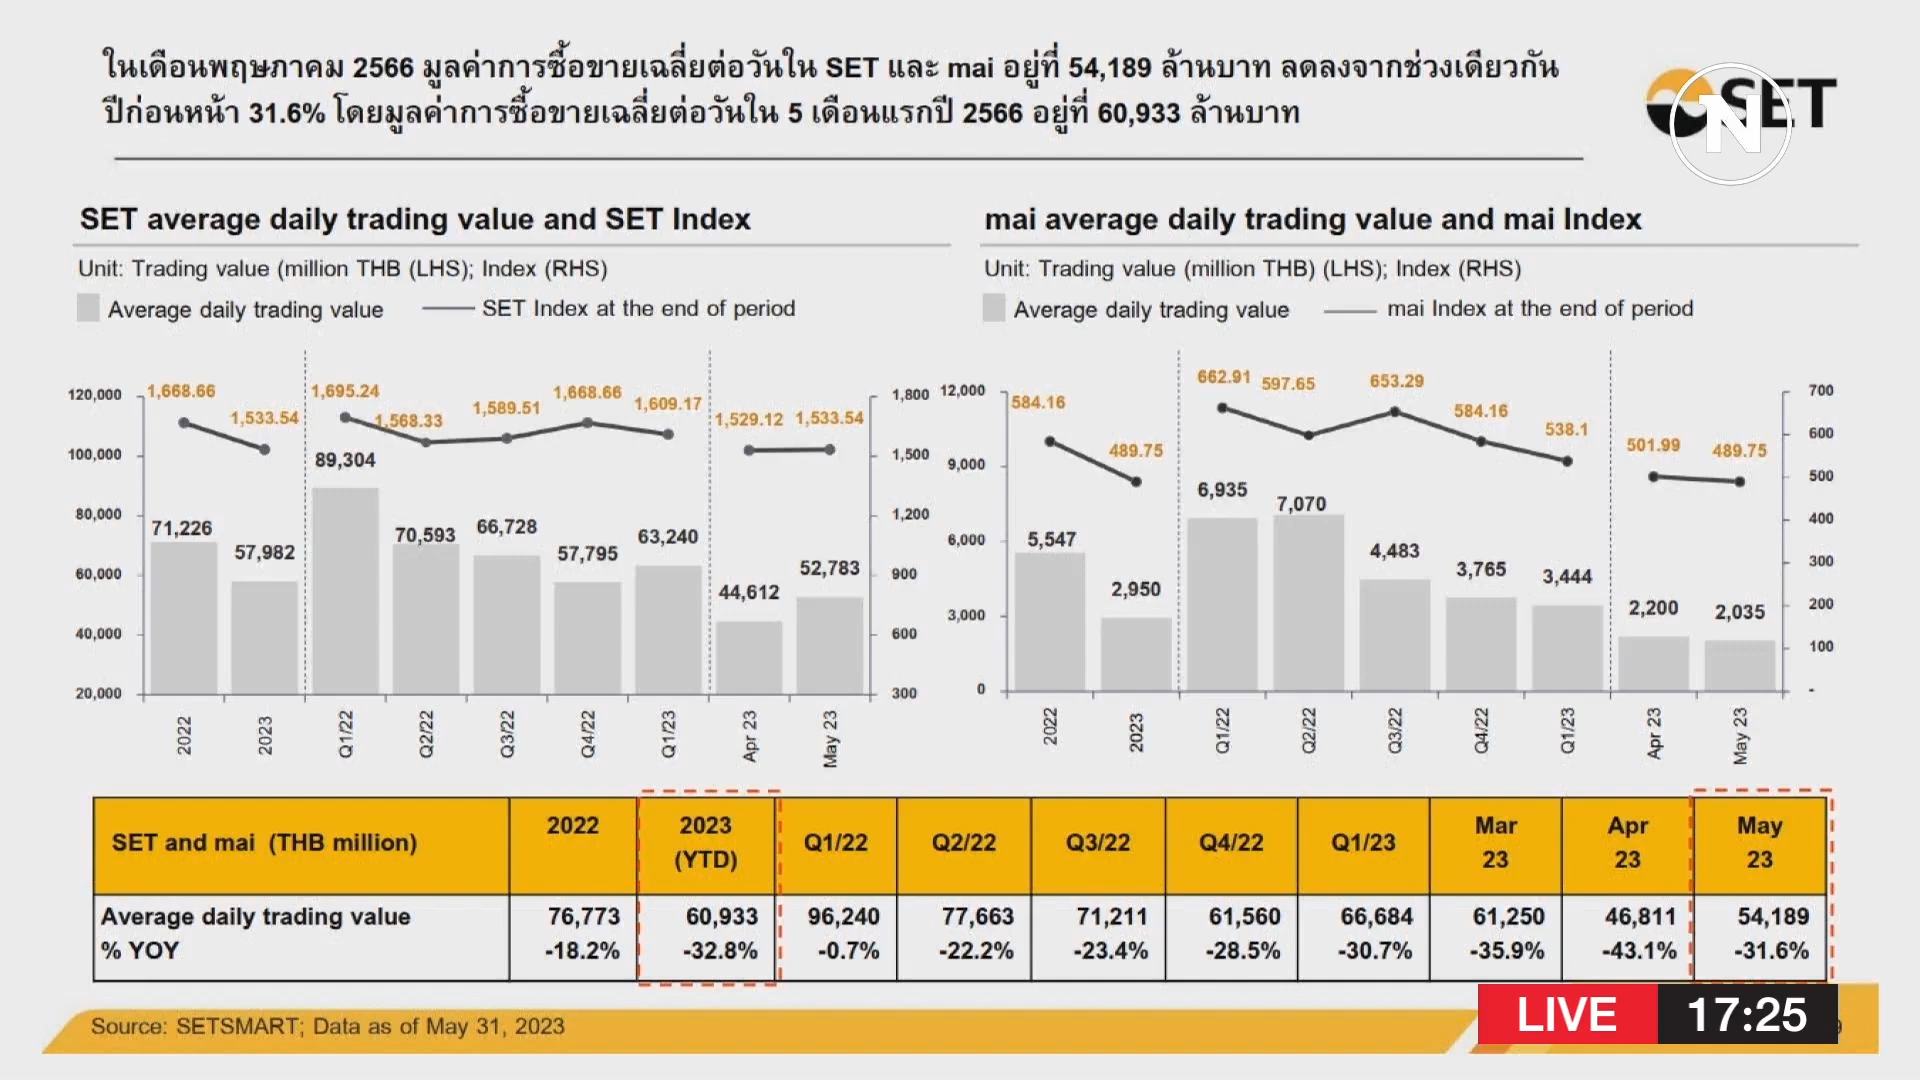 ในเดือนพฤษภาคม 2566 มูลค่าการซื้อขายเฉลี่ยต่อวันใน SET และ mai อยู่ที่ 54,189 ล้านบาท ลดลงจากช่วงเดียวกัน
ปีก่อนหน้า 31.6% โดยมูลค่าการซื้อขายเฉลี่ยต่อวันใน 5 เดือนแรกปี 2566 อยู่ที่ 60,933 ล้านบาท
SET
N
SET average daily trading value and SET Index
Unit: Trading value (million THB (LHS); Index (RHS)
Average daily trading value SET Index at the end of period
120,000 100,000 80,000 60,000 40,000 20,000
1,668.66 1,533.54 1,695.24 1,568.33 1,589.51 1,668.66 1,609.17 1,529.12 1,533.54
71,226 57,982 89,304 70,593 66,728 57,795 63,240 44,612 52,783
1,800 1,500 1,200 900 600 300
2022 2023 Q1/22 Q2/22 Q3/22 Q4/22 Q1/23 Apr 23 May 23
mai average daily trading value and mai Index
Unit: Trading value (million THB) (LHS); Index (RHS)
Average daily trading value mai Index at the end of period
12,000 9,000 6,000 3,000 0
584.16 489.75 662.91 597.65 653.29 584.16 538.1 501.99 489.75
5,547 2,950 6,935 7,070 4,483 3,765 3,444 2,200 2,035
700 600 500 400 300 200 100 -
2022 2023 Q1/22 Q2/22 Q3/22 Q4/22 Q1/23 Apr 23 May 23
SET and mai (THB million) 2022 2023 (YTD) Q1/22 Q2/22 Q3/22 Q4/22 Q1/23 Mar 23 Apr 23 May 23
Average daily trading value 76,773 60,933 96,240 77,663 71,211 61,560 66,684 61,250 46,811 54,189
% YOY -18.2% -32.8% -0.7% -22.2% -23.4% -28.5% -30.7% -35.9% -43.1% -31.6%
Source: SETSMART; Data as of May 31, 2023
LIVE 17:25